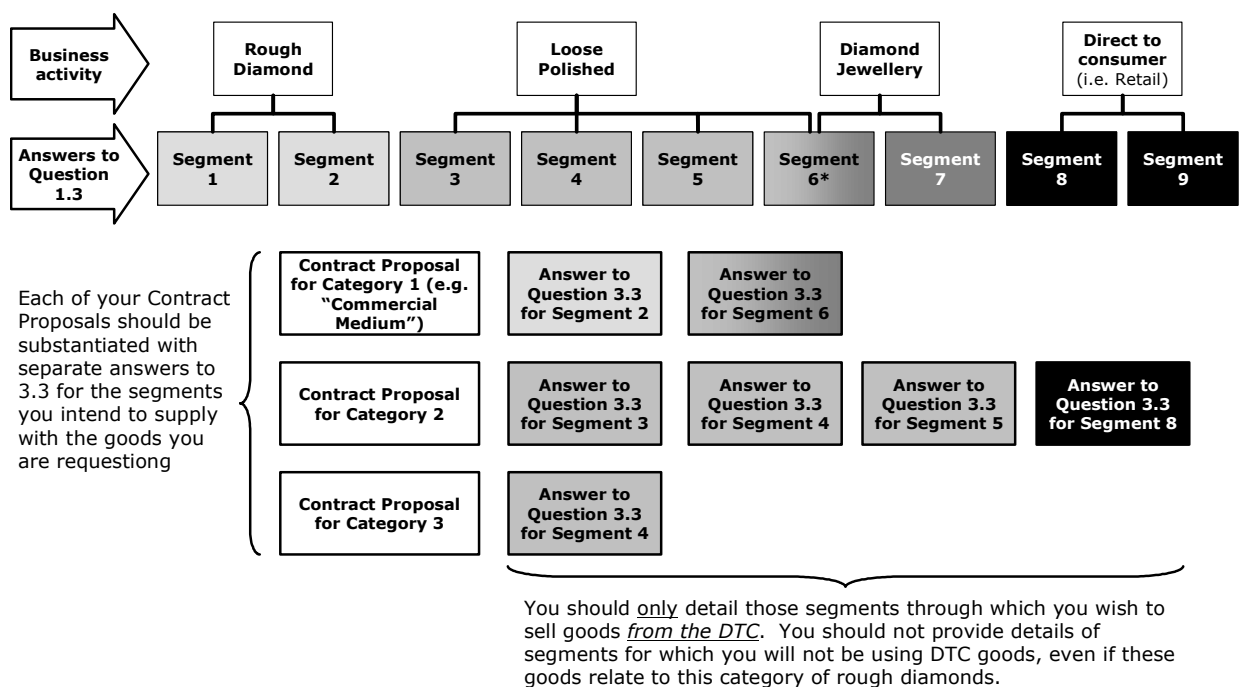 Business
activity
Rough
Diamond
Loose
Polished
Diamond
Jewellery
Direct to
consumer
(i.e. Retail)
Answers to
Question
1.3
Segment
1
Segment
2
Segment
3
Segment
4
Segment
5
Segment
6*
Segment
7
Segment
8
Segment
9
Each of your Contract
Proposals should be
substantiated with
separate answers to
3.3 for the segments
you intend to supply
with the goods you
are requestiong
Contract Proposal
for Category 1 (e.g.
“Commercial
Medium”)
Answer to
Question 3.3
for Segment 2
Answer to
Question 3.3
for Segment 6
Contract Proposal
for Category 2
Answer to
Question 3.3
for Segment 3
Answer to
Question 3.3
for Segment 4
Answer to
Question 3.3
for Segment 5
Answer to
Question 3.3
for Segment 8
Contract Proposal
for Category 3
Answer to
Question 3.3
for Segment 4
You should only detail those segments through which you wish to
sell goods from the DTC.  You should not provide details of
segments for which you will not be using DTC goods, even if these
goods relate to this category of rough diamonds.